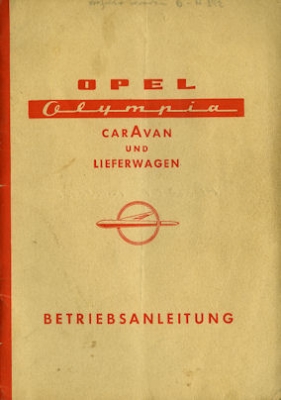 OPEL
Olympia
CARAVAN
UND
LIEFERWAGEN
BETRIEBSANLEITUNG